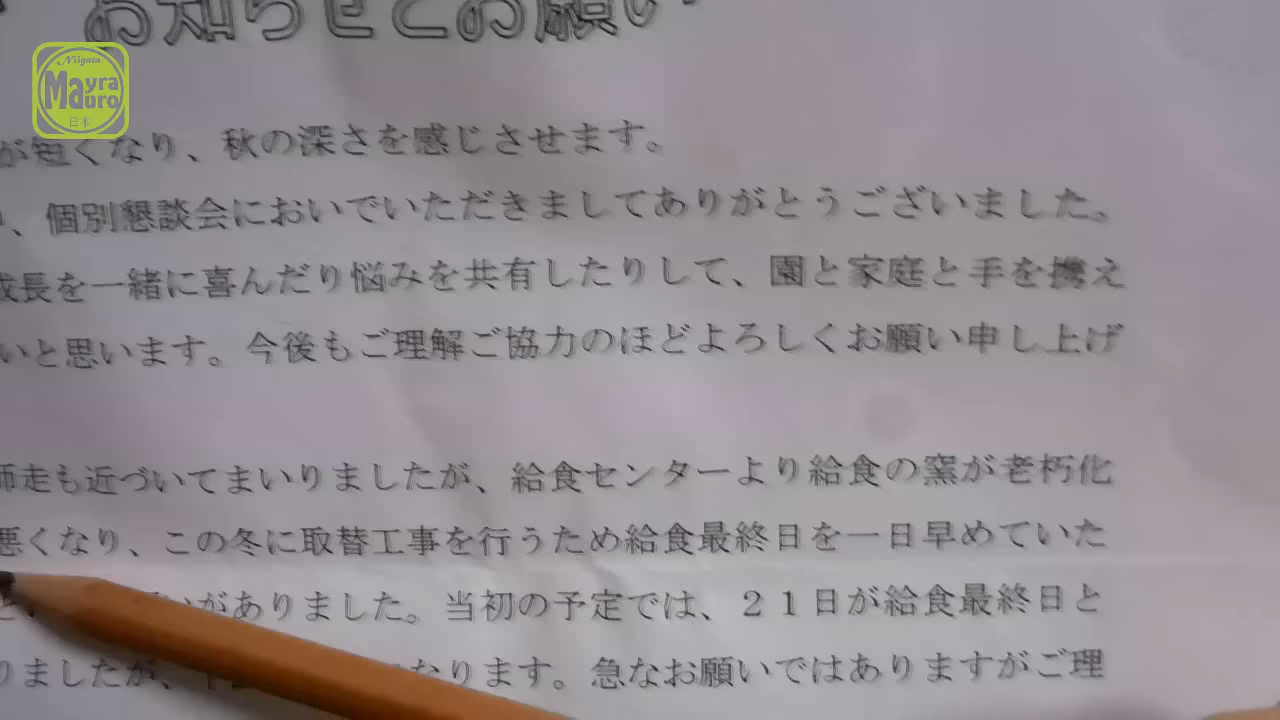 お知らせとお願い
Niigata
Mayra
Mauro
日本
が短くなり、秋の深さを感じさせます。
、個別懇談会においでいただきましてありがとうございました。
成長を一緒に喜んだり悩みを共有したりして、園と家庭と手を携え
いと思います。今後もご理解ご協力のほどよろしくお願い申し上げ
師走も近づいてまいりましたが、給食センターより給食の窯が老朽化
悪くなり、この冬に取替工事を行うため給食最終日を一日早めていた
がありました。当初の予定では、２１日が給食最終日と
りましたが、
なります。急なお願いではありますがご理